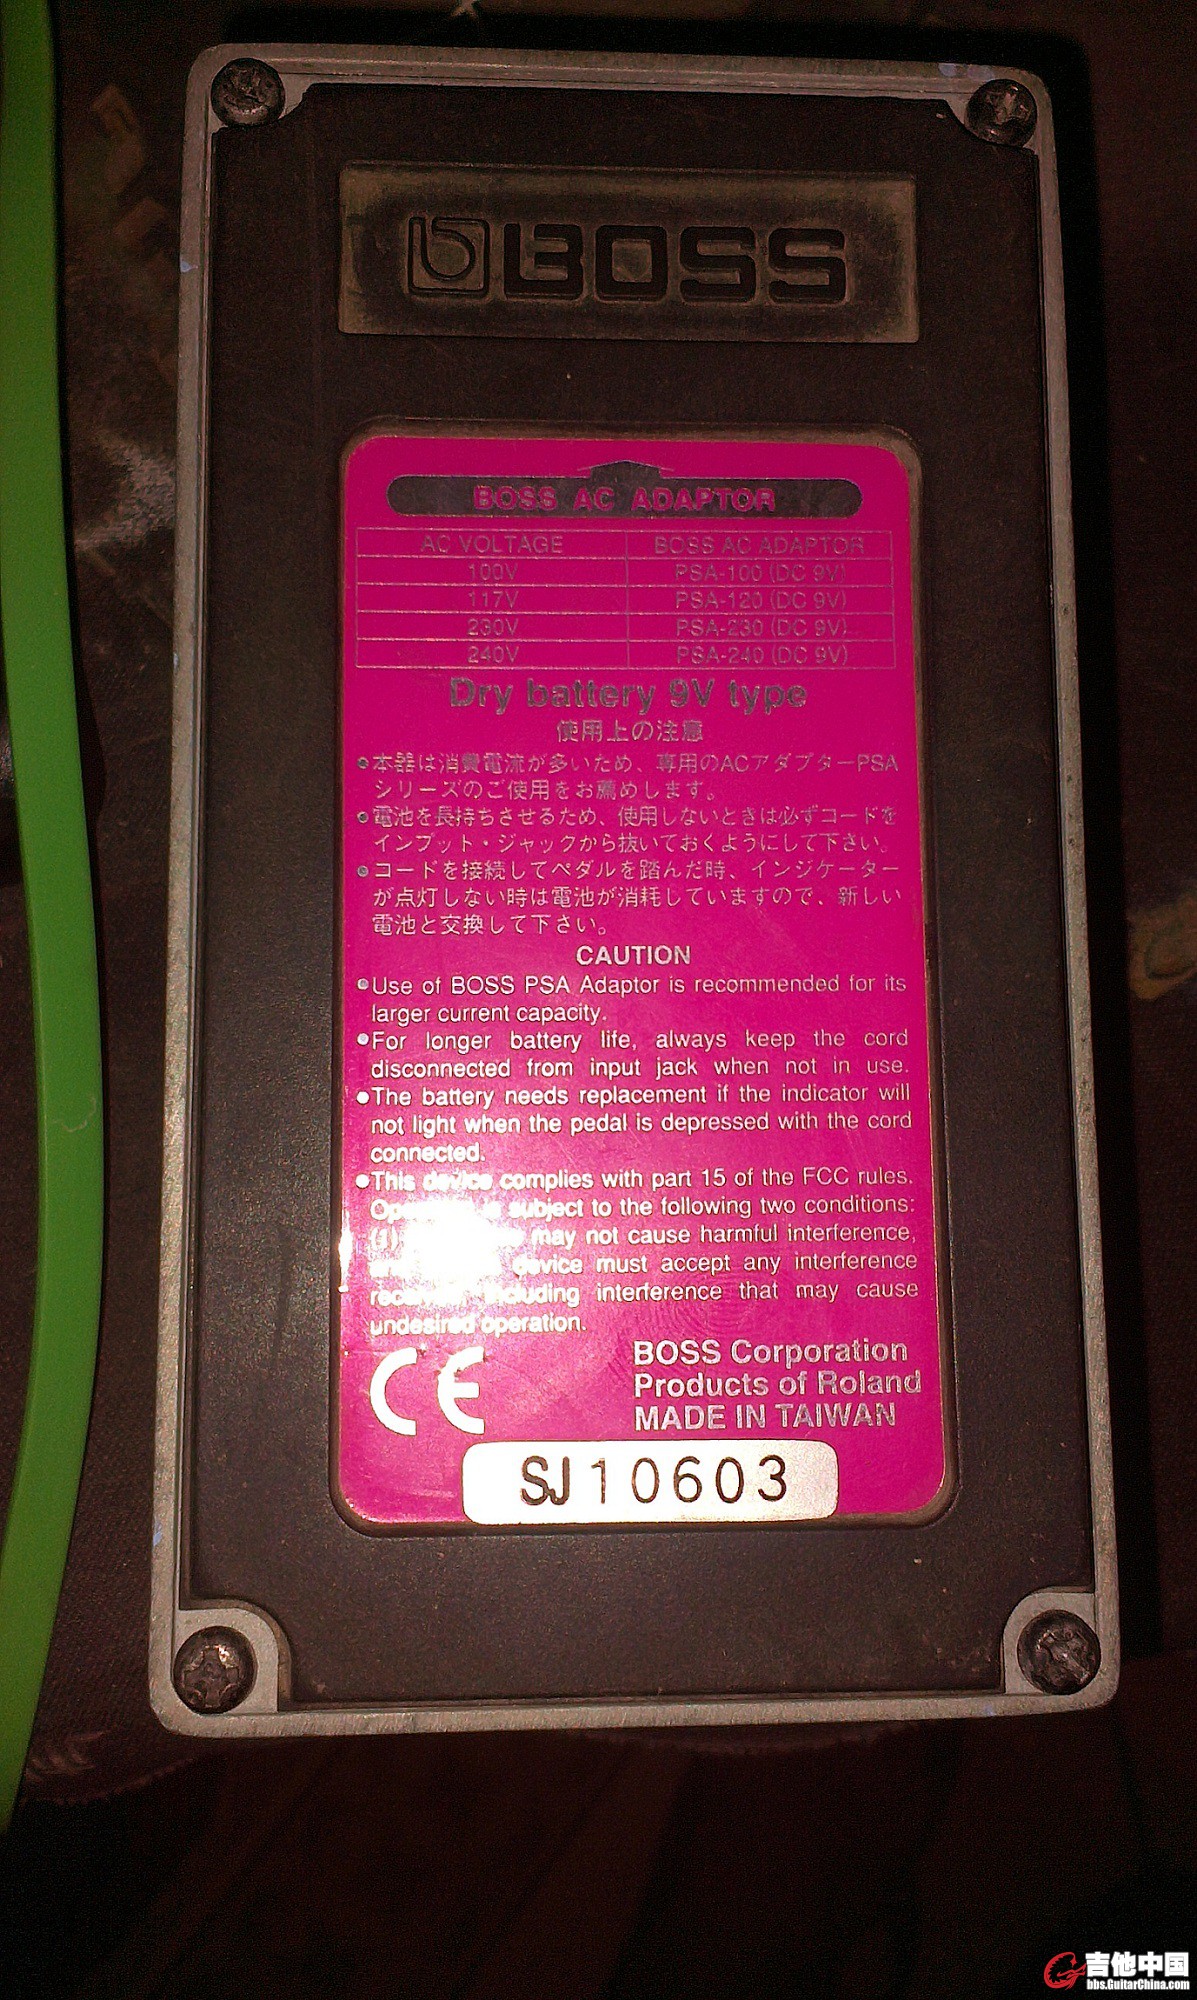 BOSS
BOSS AC ADAPTOR
AC VOLTAGE BOSS AC ADAPTOR
100V PSA-100 (DC 9V)
117V PSA-120 (DC 9V)
230V PSA-230 (DC 9V)
240V PSA-240 (DC 9V)
Dry battery 9V type
使用上の注意
●本器は消費電流が多いため、専用のACアダプターPSA
シリーズのご使用をお薦めします。
●電池を長持ちさせるため、使用しないときは必ずコードを
インプット・ジャックから抜いておくようにして下さい。
●コードを接続してペダルを踏んだ時、インジケーター
が点灯しない時は電池が消耗していますので、新しい
電池と交換して下さい。
CAUTION
●Use of BOSS PSA Adaptor is recommended for its
larger current capacity.
●For longer battery life, always keep the cord
disconnected from input jack when not in use.
●The battery needs replacement if the indicator will
not light when the pedal is depressed with the cord
connected.
●This device complies with part 15 of the FCC rules.
subject to the following two conditions:
(1) may not cause harmful interference,
device must accept any interference
including interference that may cause
undesired operation.
CE
BOSS Corporation
Products of Roland
MADE IN TAIWAN
SJ10603
吉他中国
bbs.GuitarChina.com